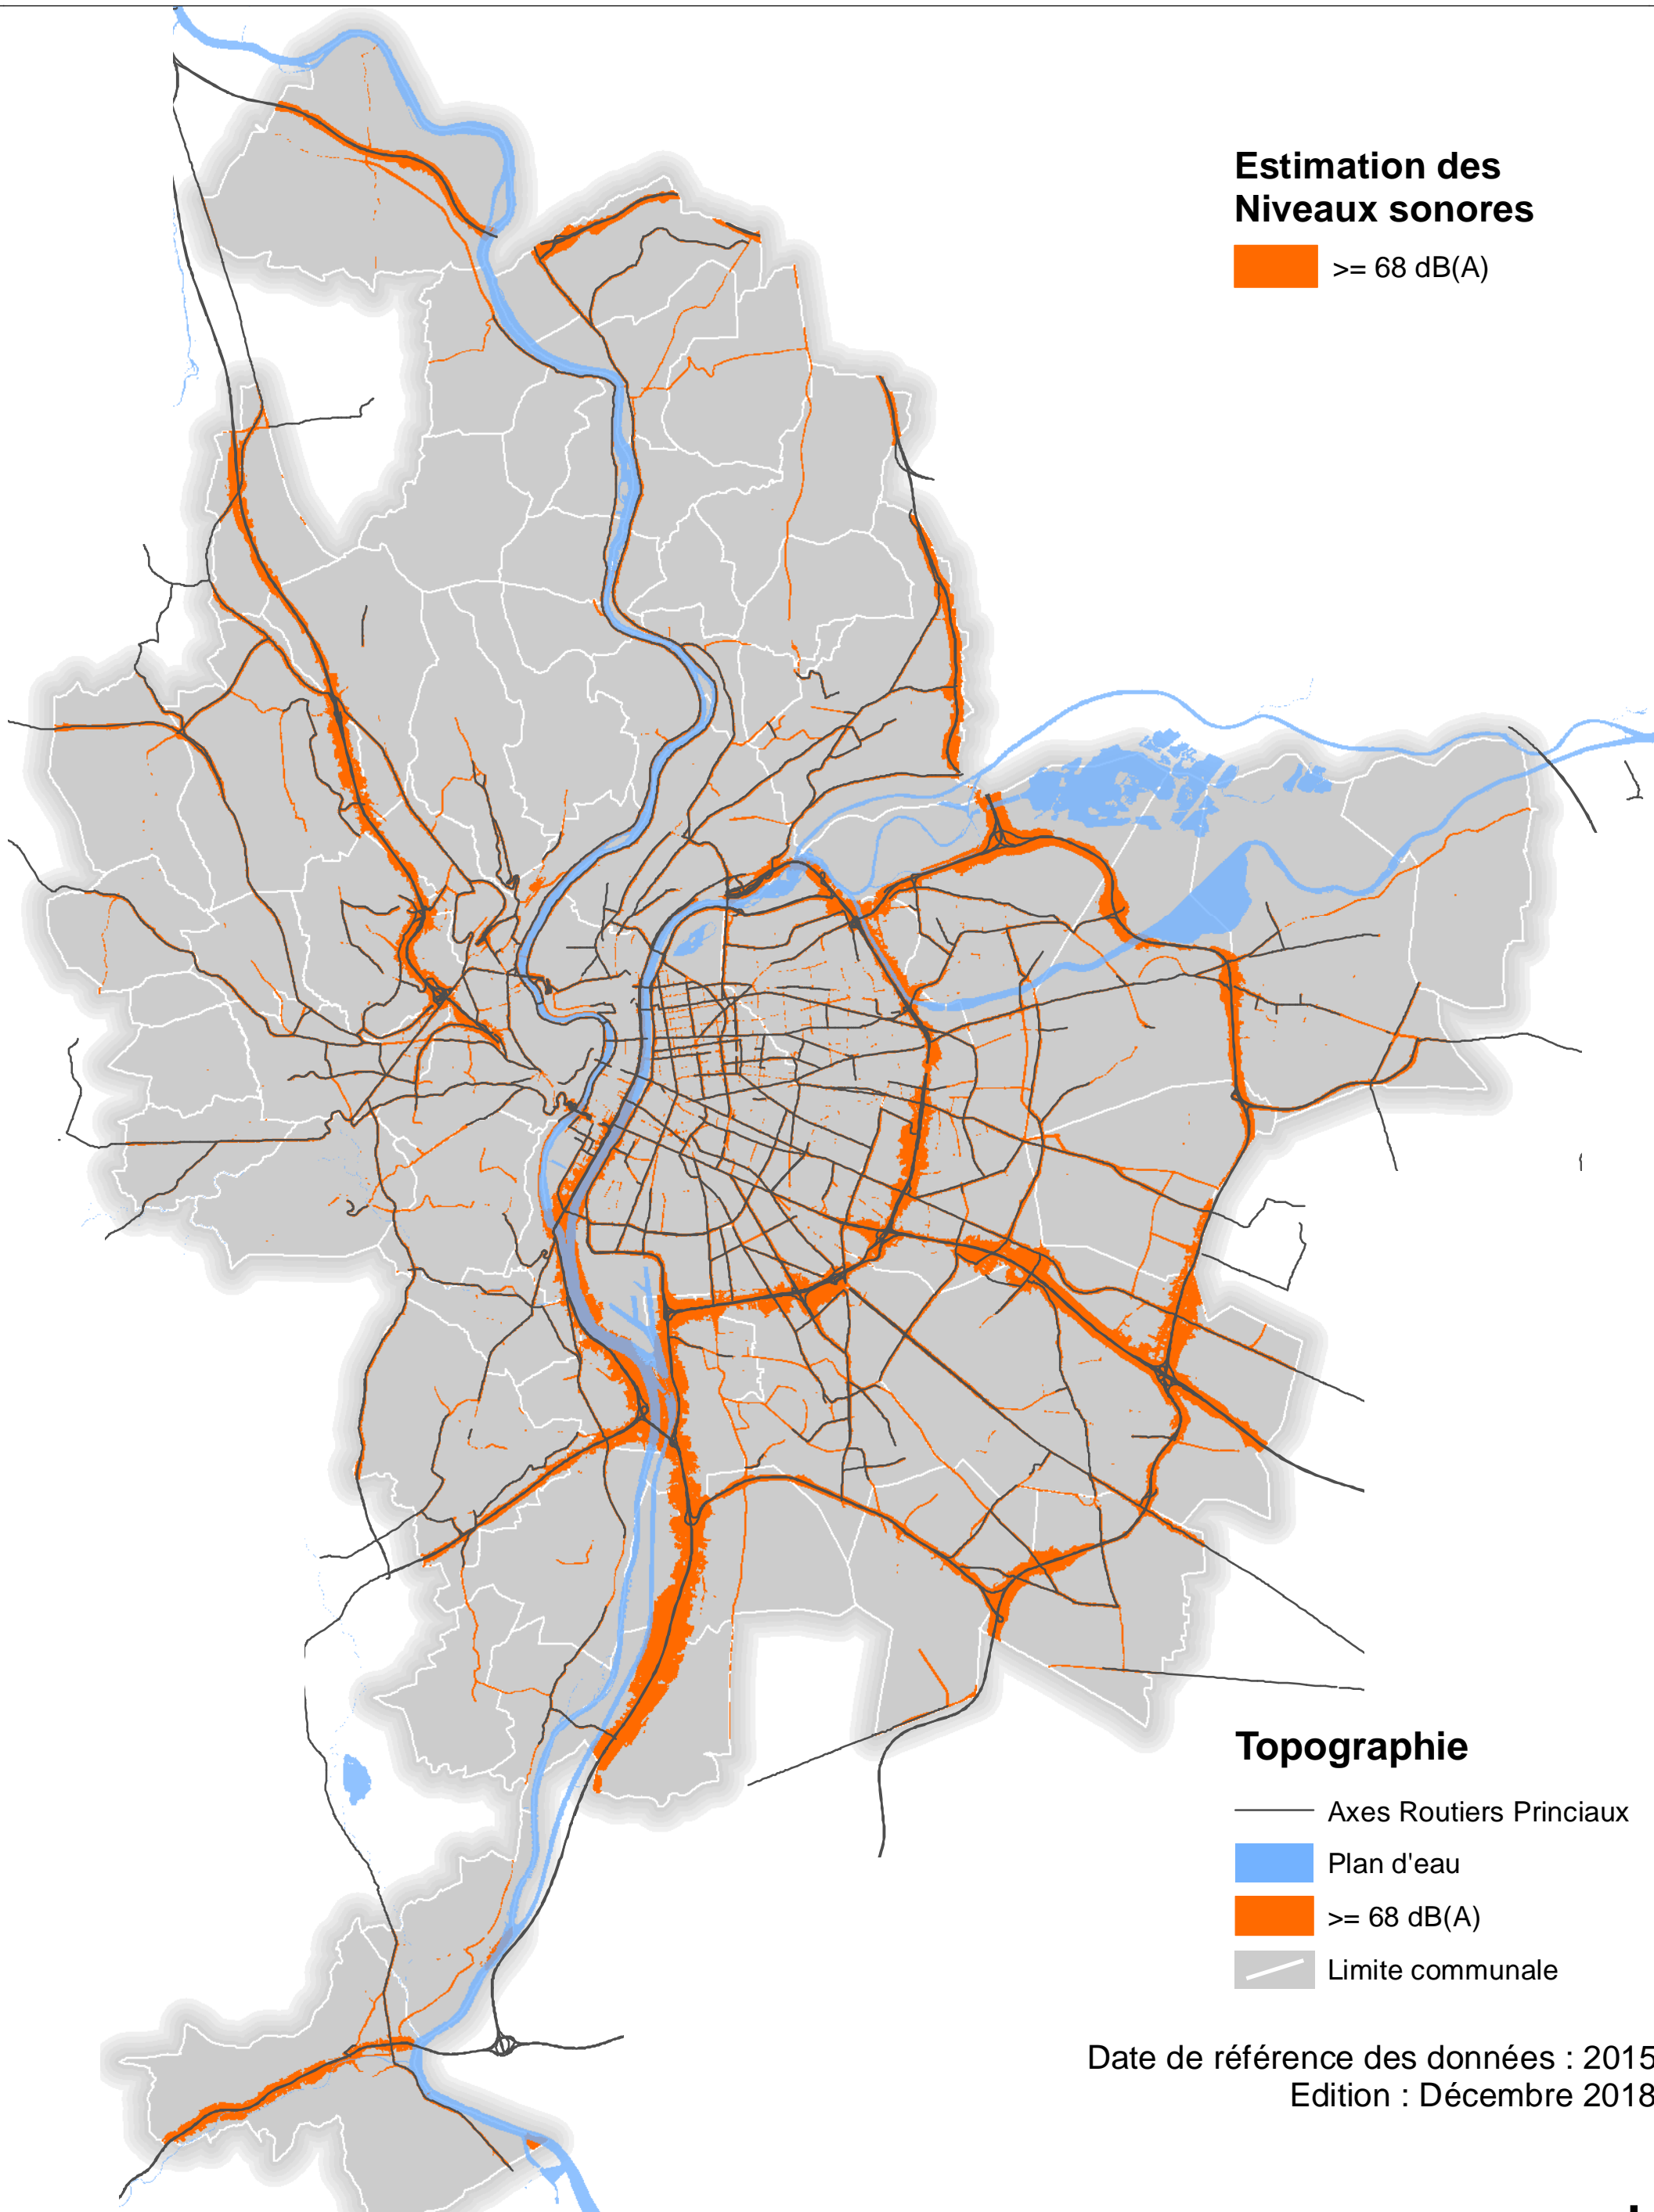 Estimation des
Niveaux sonores
>= 68 dB(A)
Topographie
Axes Routiers Princiaux
Plan d'eau
>= 68 dB(A)
Limite communale
Date de référence des données : 2015
Edition : Décembre 2018